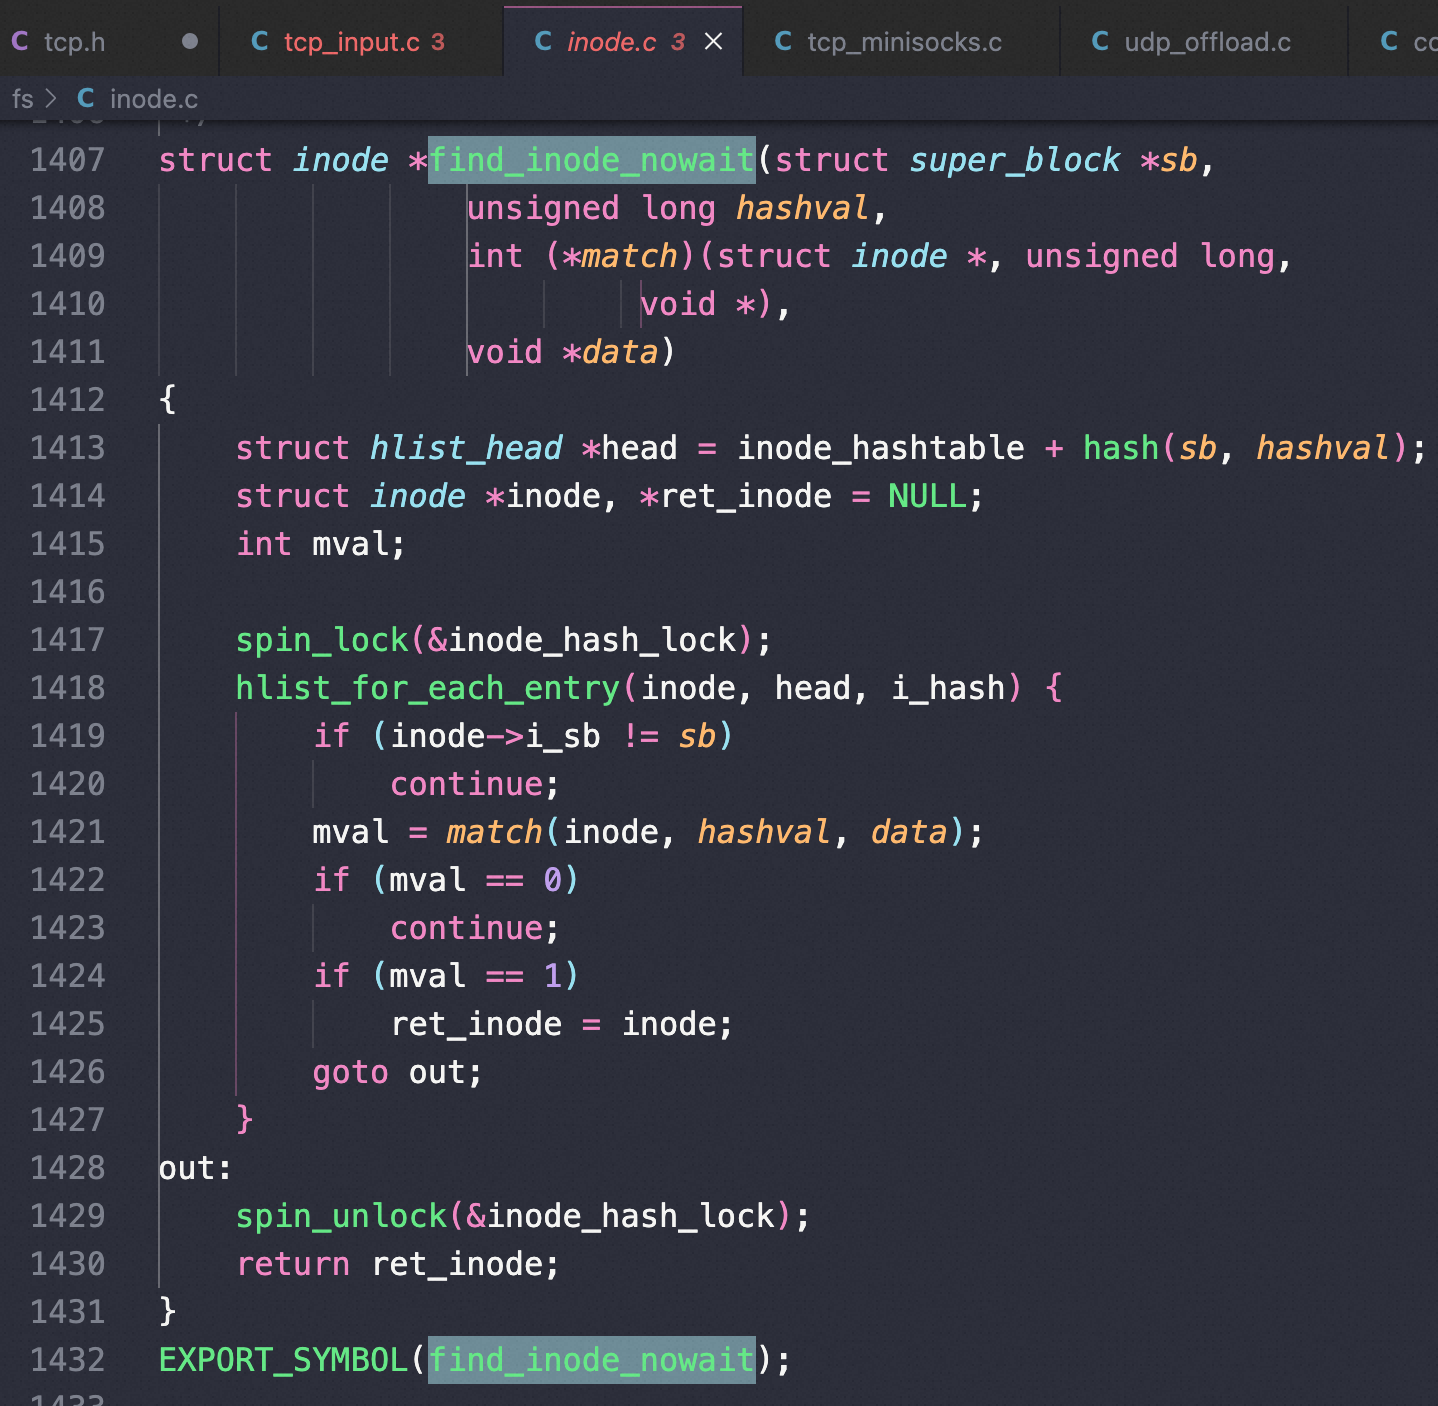 C tcp.h ● C tcp_input.c 3 C inode.c 3 × C tcp_minisocks.c C udp_offload.c C
fs > C inode.c
1407 struct inode *find_inode_nowait(struct super_block *sb,
1408 unsigned long hashval,
1409 int (*match)(struct inode *, unsigned long,
1410 void *),
1411 void *data)
1412 {
1413 struct hlist_head *head = inode_hashtable + hash(sb, hashval);
1414 struct inode *inode, *ret_inode = NULL;
1415 int mval;
1416
1417 spin_lock(&inode_hash_lock);
1418 hlist_for_each_entry(inode, head, i_hash) {
1419 if (inode->i_sb != sb)
1420 continue;
1421 mval = match(inode, hashval, data);
1422 if (mval == 0)
1423 continue;
1424 if (mval == 1)
1425 ret_inode = inode;
1426 goto out;
1427 }
1428 out:
1429 spin_unlock(&inode_hash_lock);
1430 return ret_inode;
1431 }
1432 EXPORT_SYMBOL(find_inode_nowait);